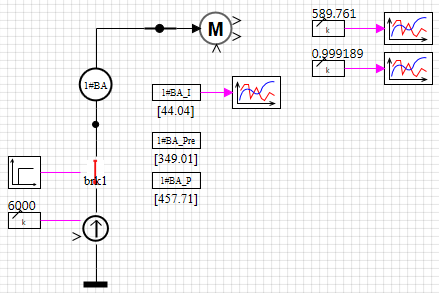 589.761
k
M
0.999189
k
1#BA
1#BA_I
[44.04]
1#BA_Pre
[349.01]
brk1
1#BA_P
[457.71]
6000
k